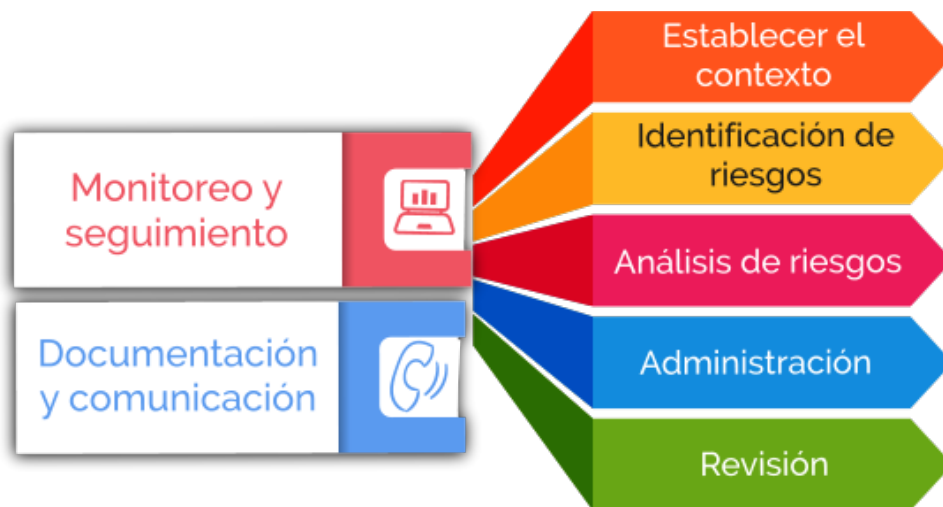 Monitoreo y
seguimiento
Documentación
y comunicación
Establecer el
contexto
Identificación de
riesgos
Análisis de riesgos
Administración
Revisión